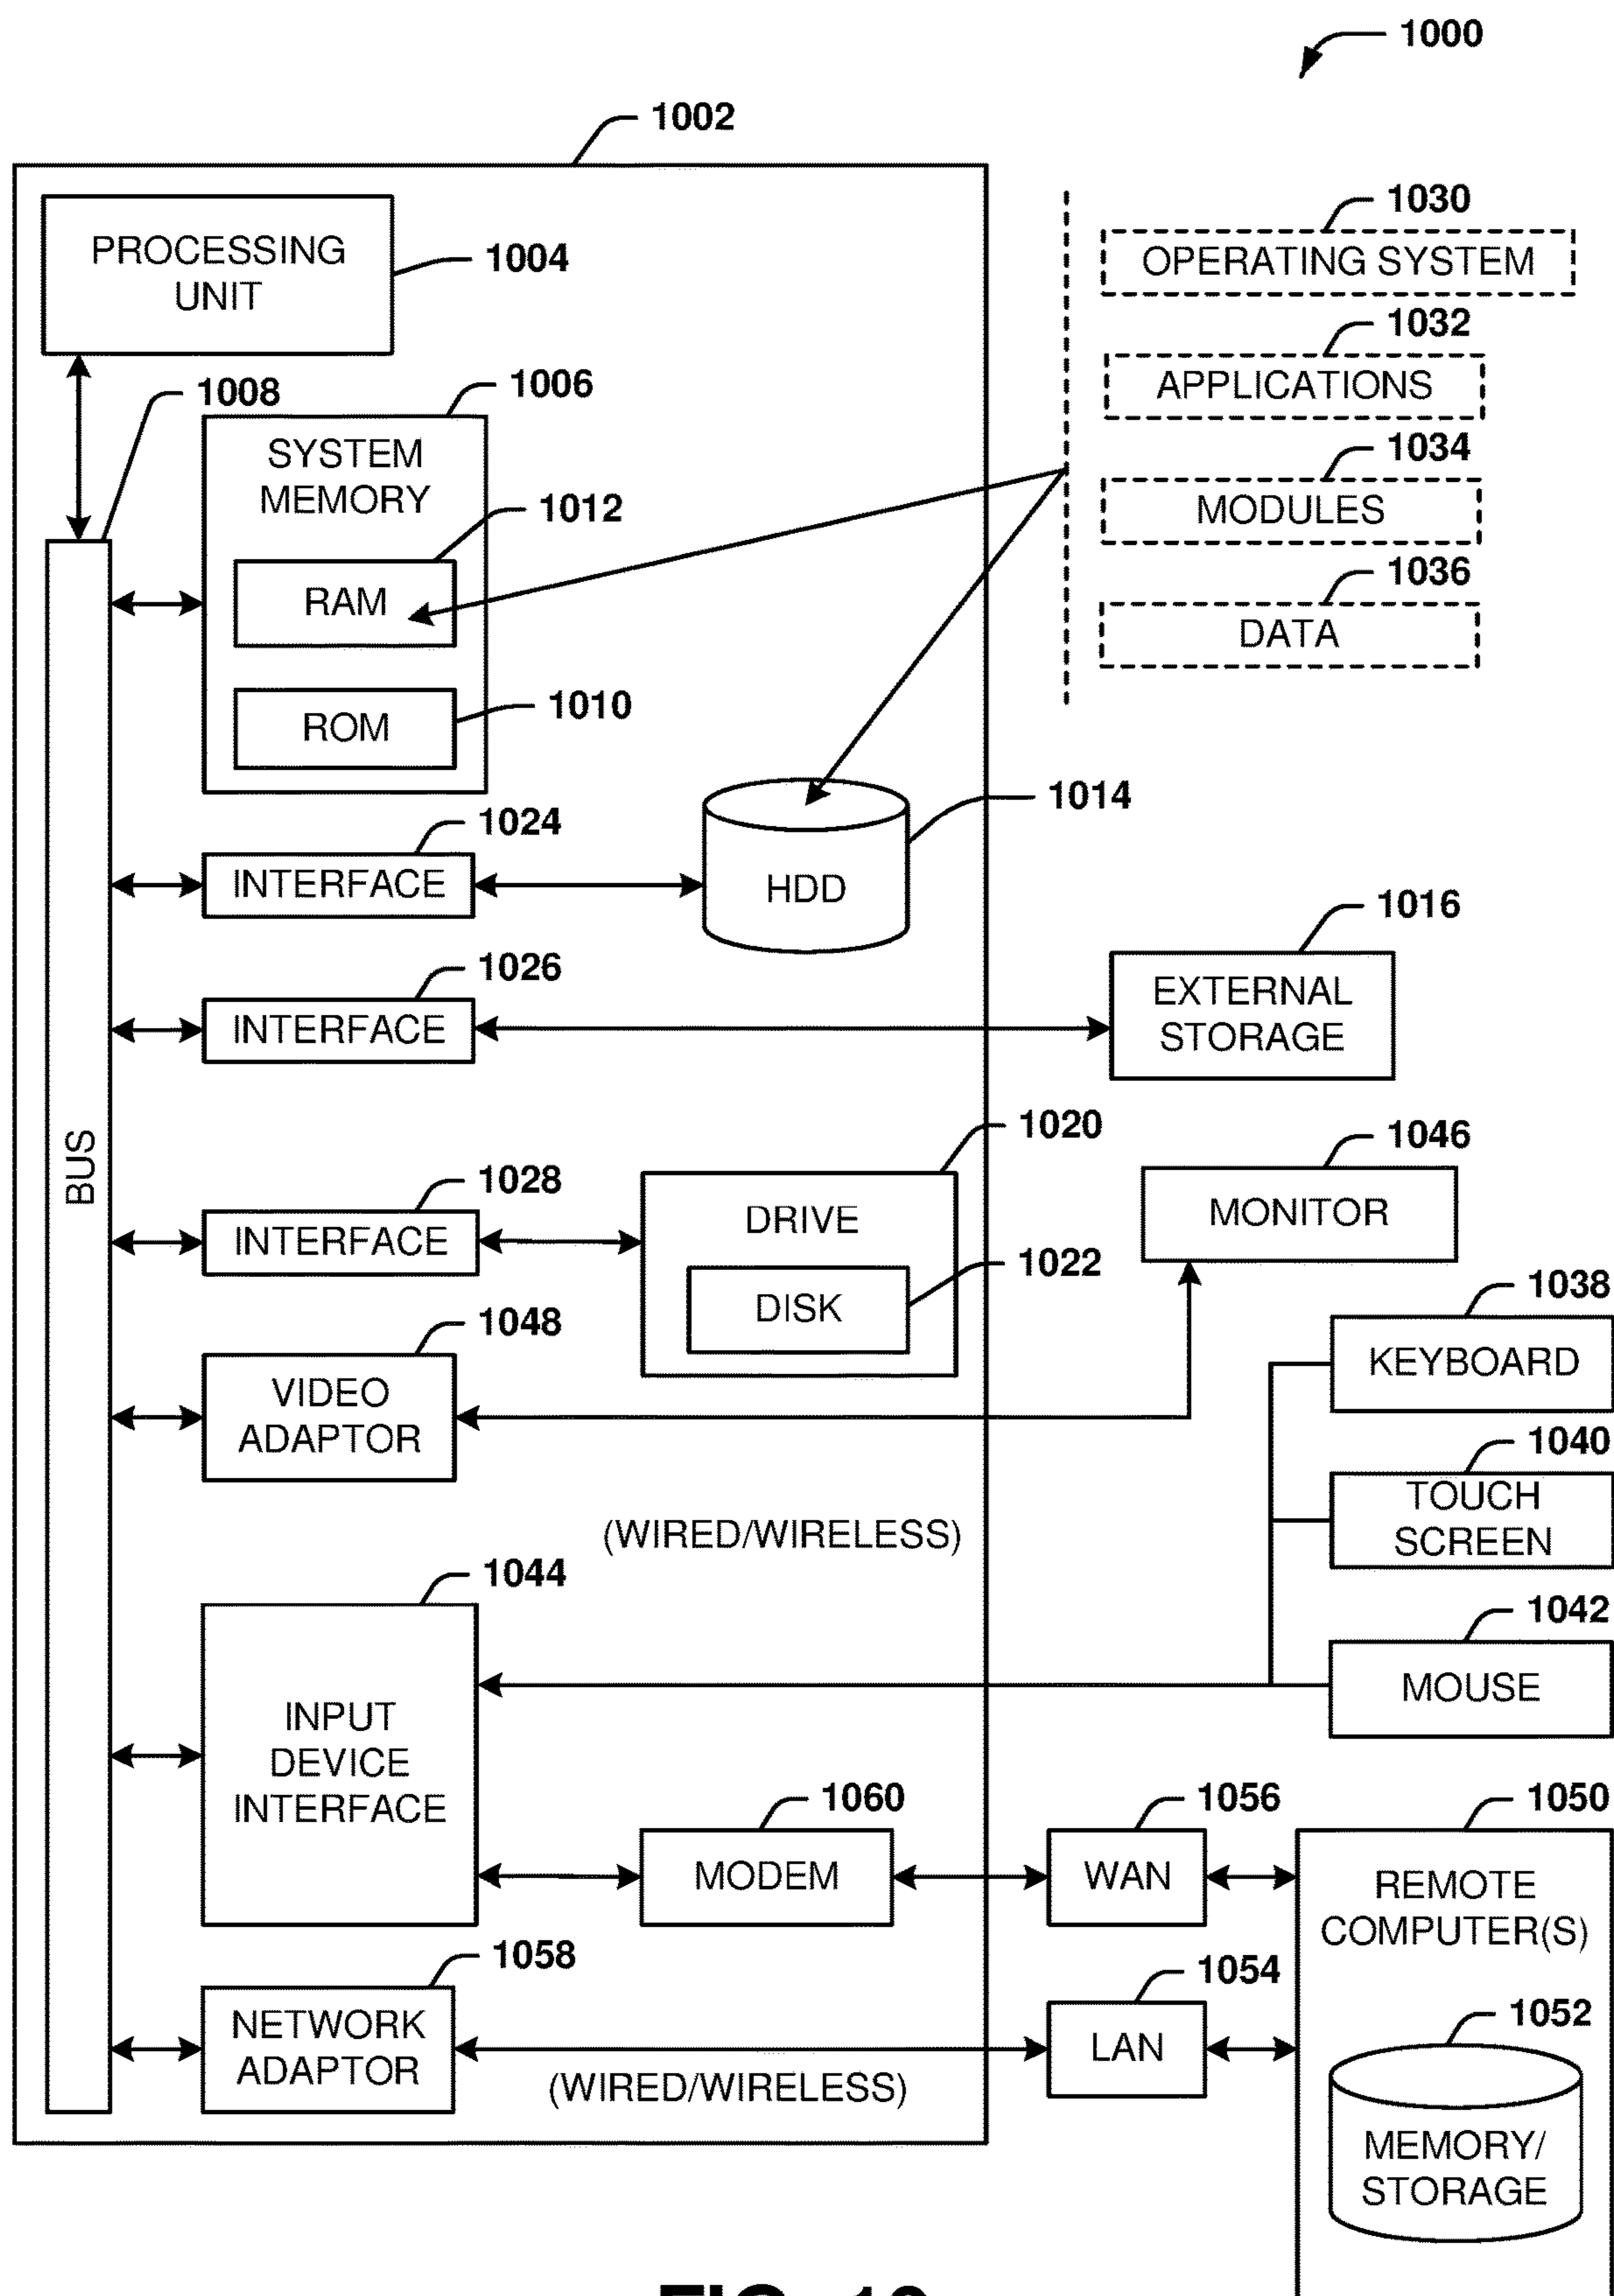 1000
1002
PROCESSING
UNIT
1004
1030
OPERATING SYSTEM
1032
APPLICATIONS
1034
MODULES
1036
DATA
1008
1006
SYSTEM
MEMORY
1012
RAM
1010
ROM
1024
INTERFACE
1014
HDD
1026
INTERFACE
1016
EXTERNAL
STORAGE
BUS
1028
INTERFACE
1020
DRIVE
1022
DISK
1046
MONITOR
1048
VIDEO
ADAPTOR
1038
KEYBOARD
1040
TOUCH
SCREEN
(WIRED/WIRELESS)
1042
MOUSE
1044
INPUT
DEVICE
INTERFACE
1060
MODEM
1056
WAN
1050
REMOTE
COMPUTER(S)
1058
NETWORK
ADAPTOR
(WIRED/WIRELESS)
1054
LAN
1052
MEMORY/
STORAGE